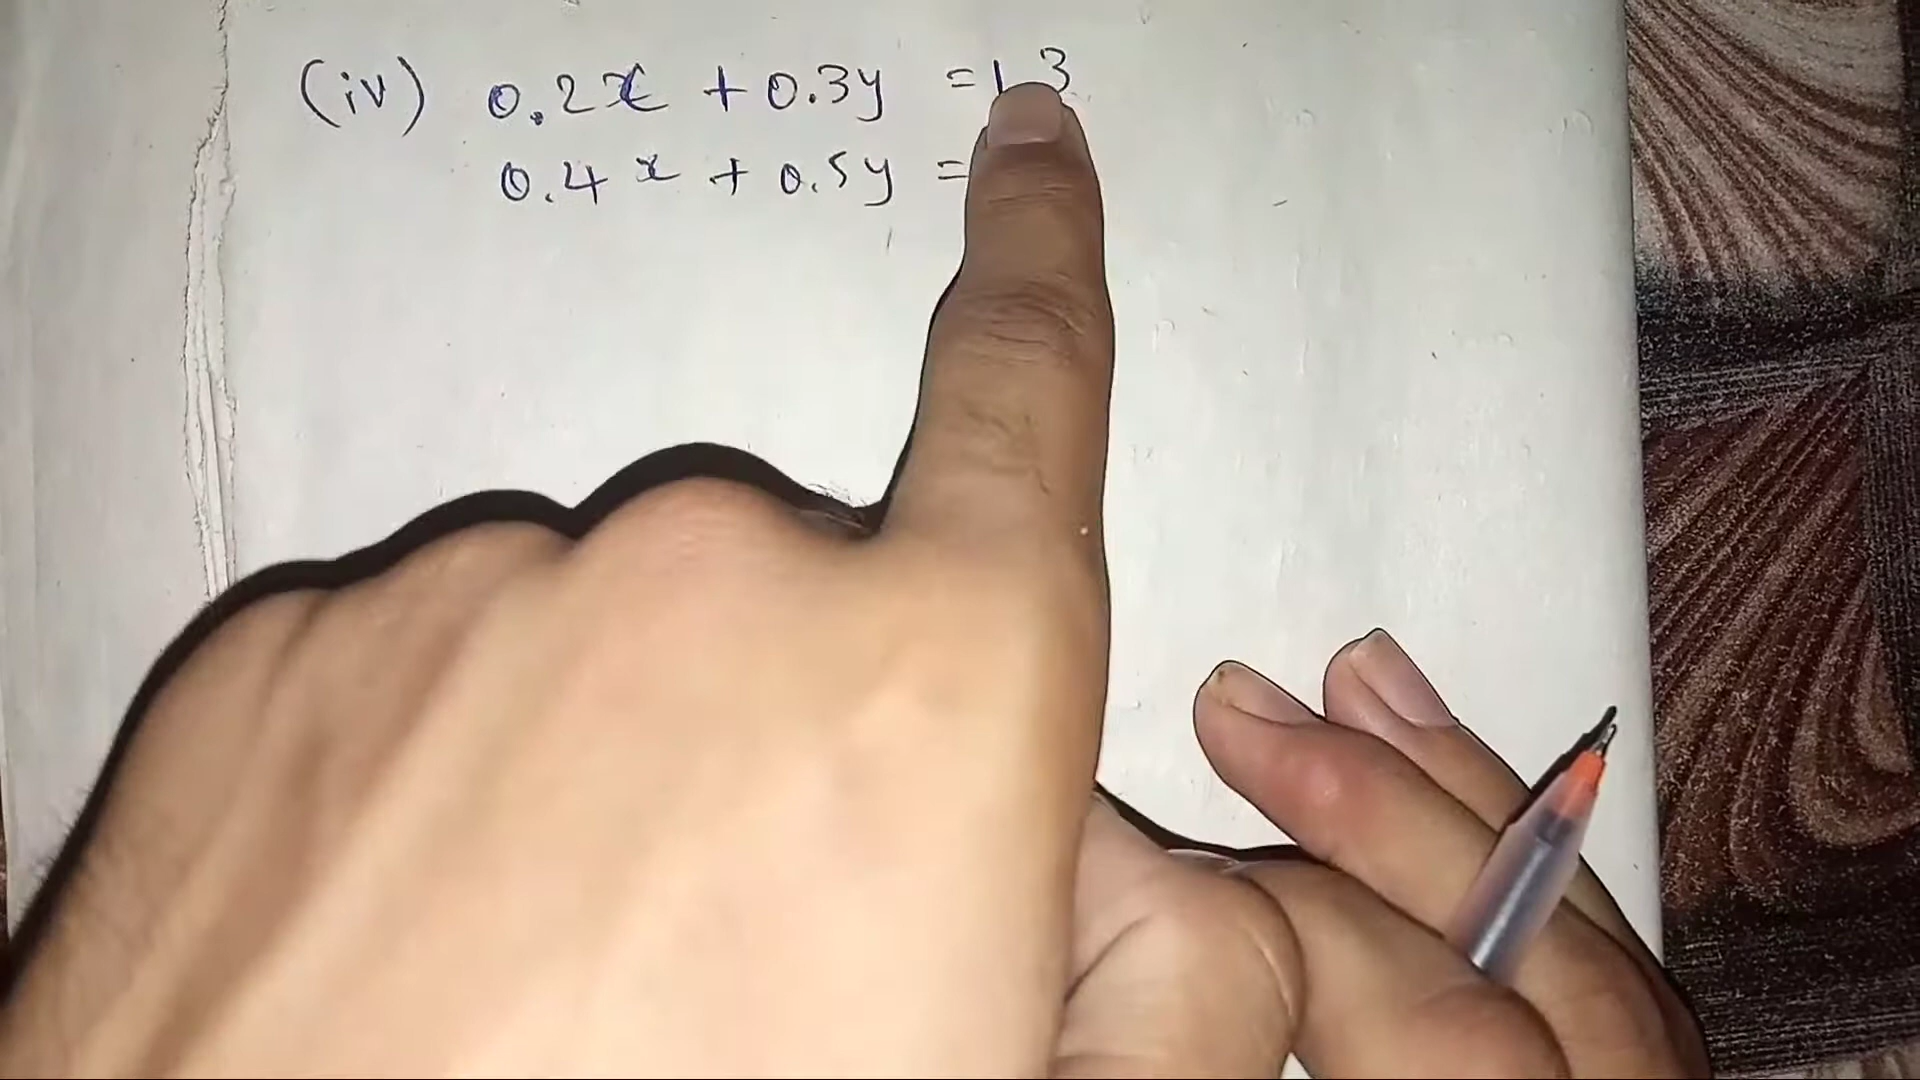 (iv) 0.2x + 0.3y = 1.3
0.4x + 0.5y =